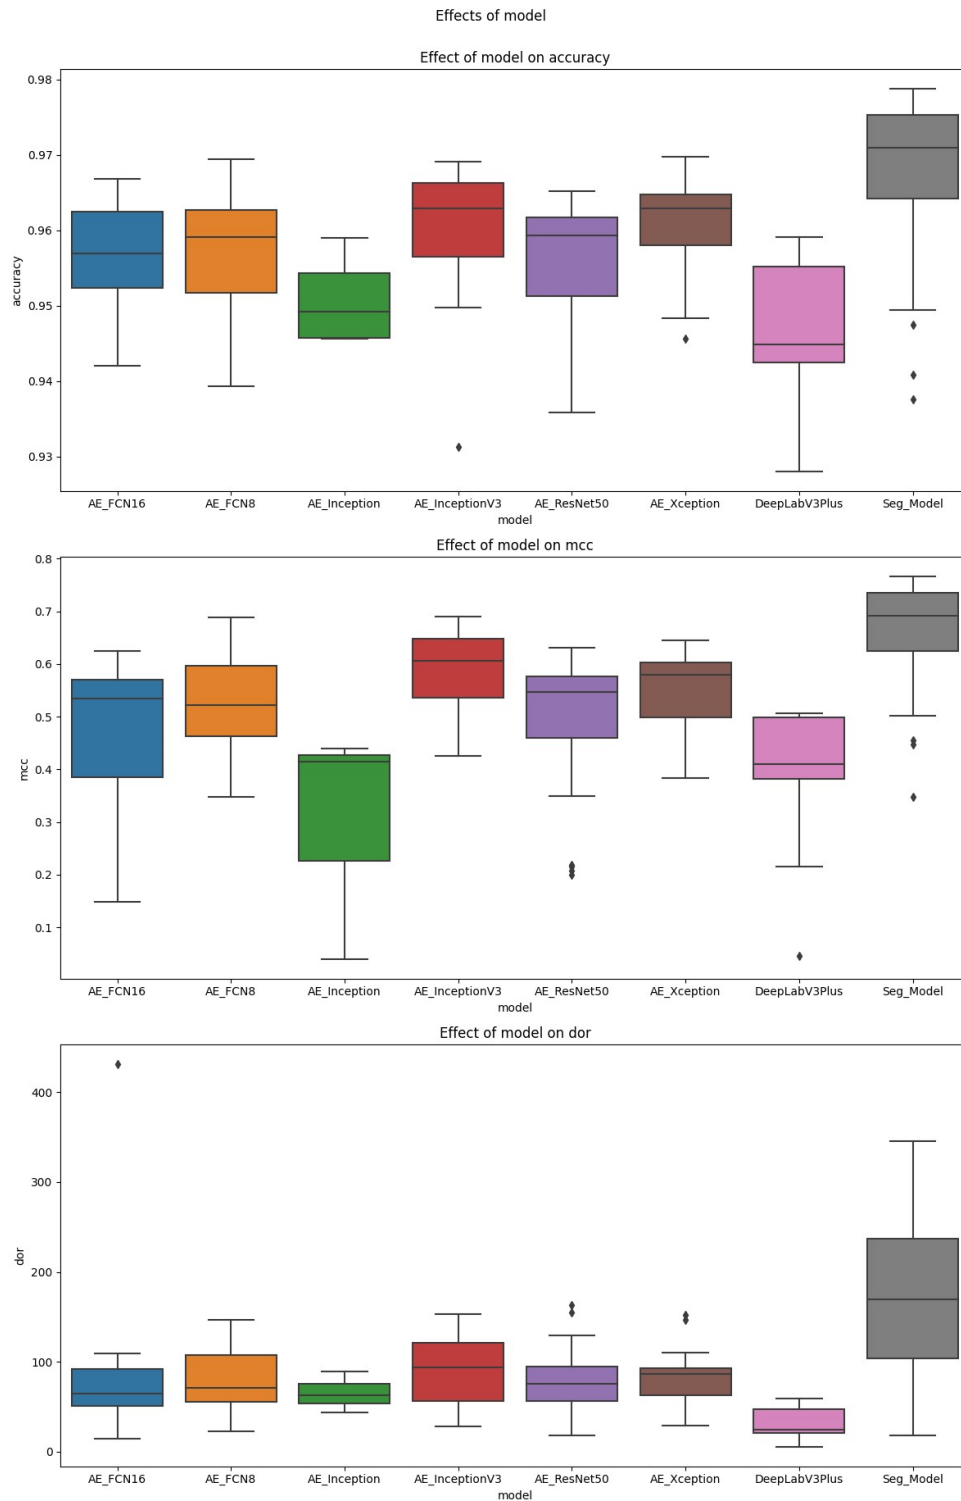 Effects of model
Effect of model on accuracy
0.98
0.97
0.96
0.95
0.94
0.93
accuracy
AE_FCN16 AE_FCN8 AE_Inception AE_InceptionV3 AE_ResNet50 AE_Xception DeepLabV3Plus Seg_Model
model
Effect of model on mcc
0.8
0.7
0.6
0.5
0.4
0.3
0.2
0.1
mcc
AE_FCN16 AE_FCN8 AE_Inception AE_InceptionV3 AE_ResNet50 AE_Xception DeepLabV3Plus Seg_Model
model
Effect of model on dor
400
300
200
100
0
dor
AE_FCN16 AE_FCN8 AE_Inception AE_InceptionV3 AE_ResNet50 AE_Xception DeepLabV3Plus Seg_Model
model